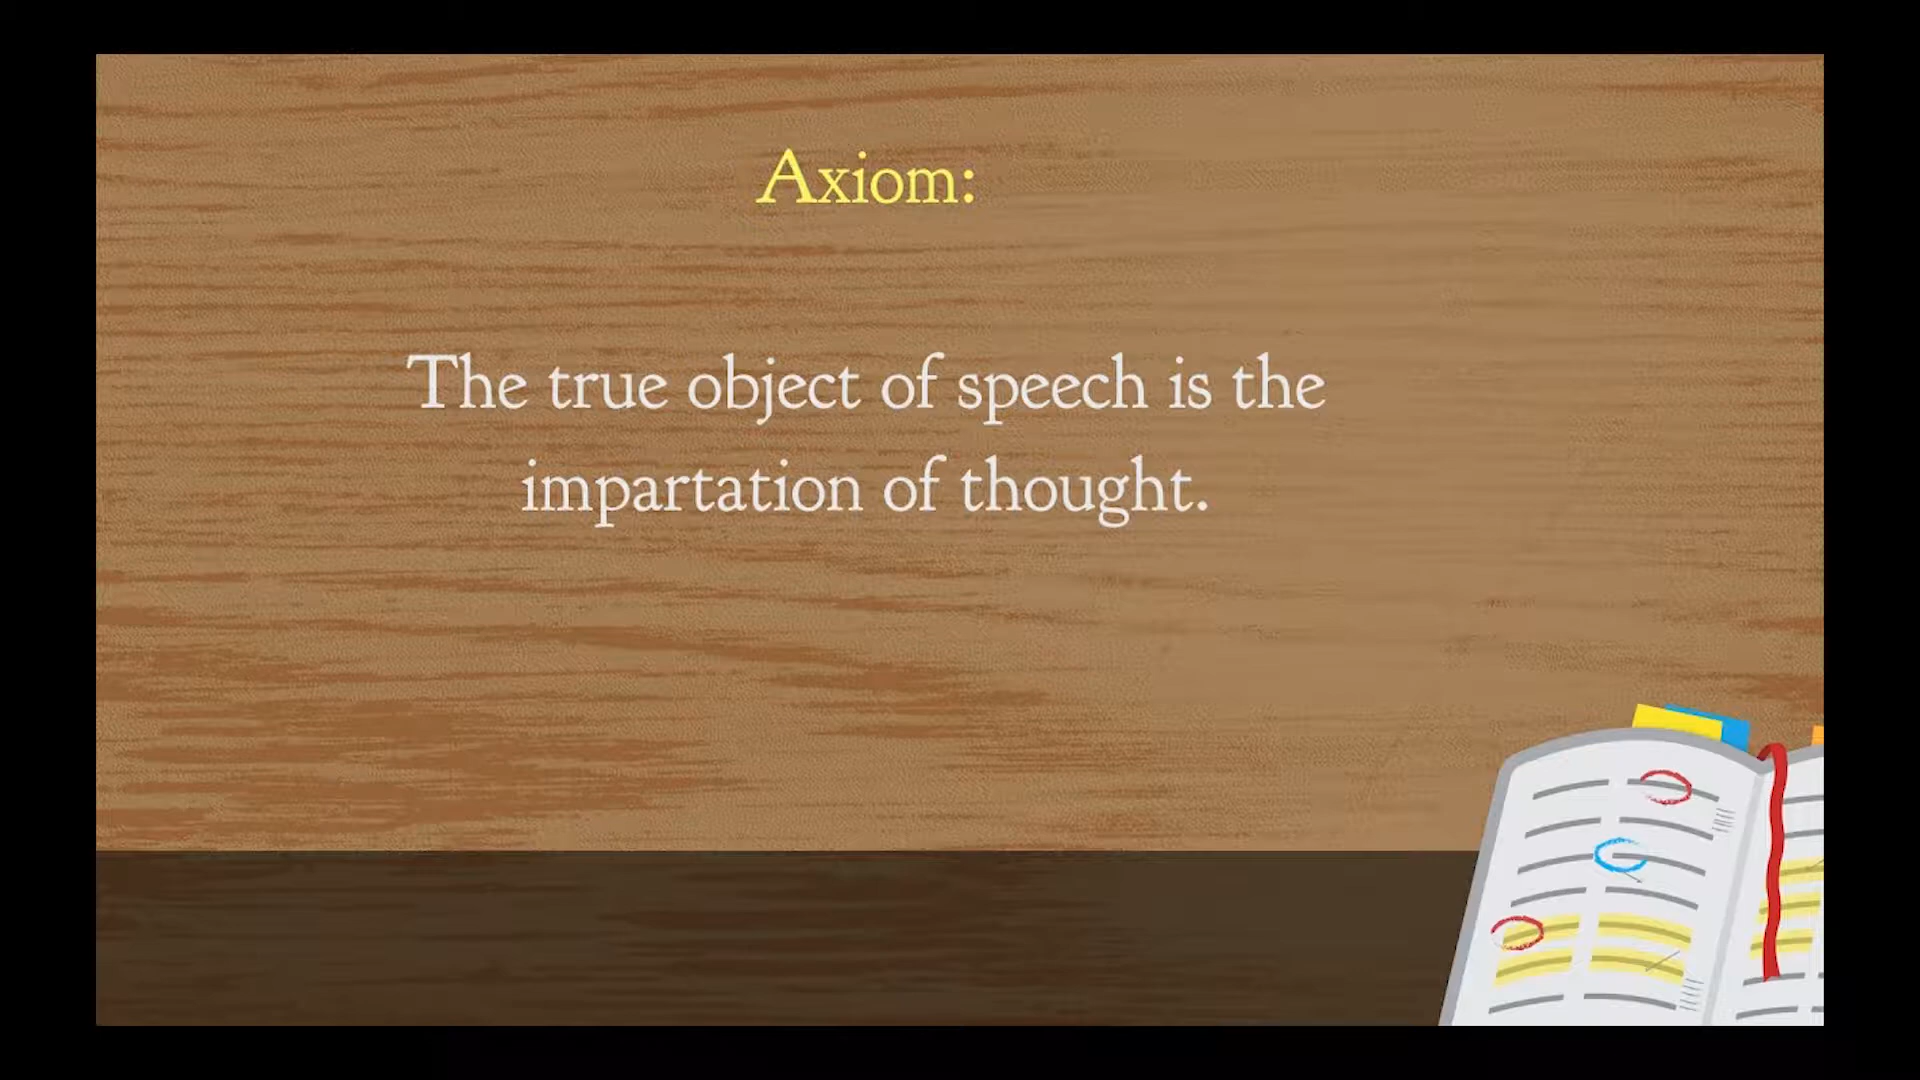 Axiom:
The true object of speech is the
impartation of thought.